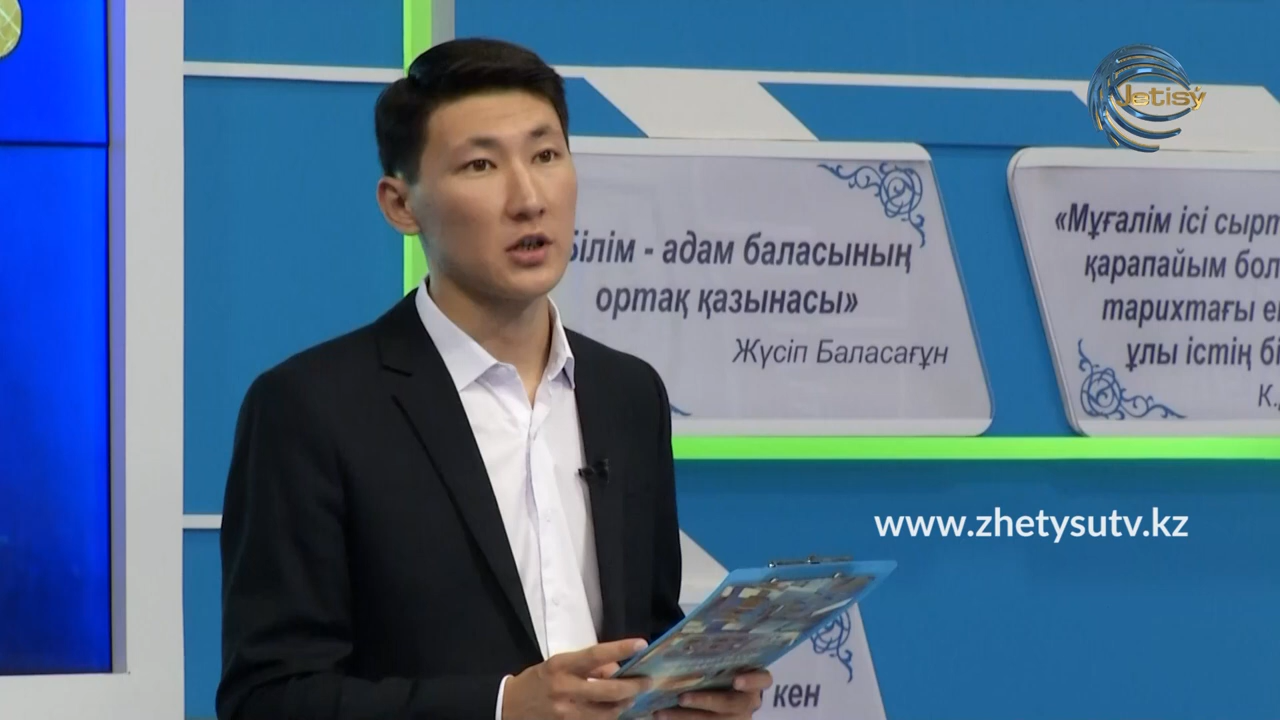 Jetisý
білім - адам баласының
ортақ қазынасы»
Жүсіп Баласағұн
«Мұғалім ісі сырт
қарапайым бол
тарихтағы е
ұлы істің бі
К.
www.zhetysutv.kz
кен